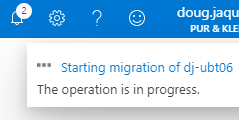 2
doug.jaqu
PUR & KLE
Starting migration of dj-ubt06
The operation is in progress.